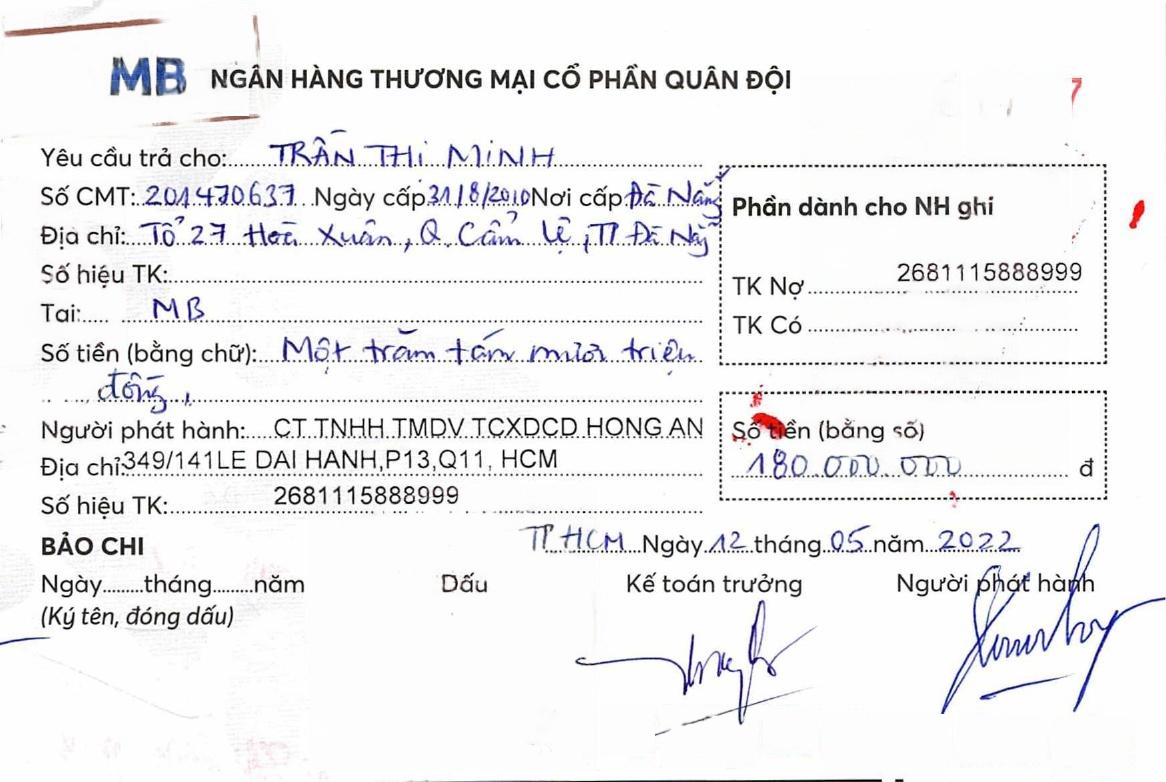 MB NGÂN HÀNG THƯƠNG MẠI CỔ PHẦN QUÂN ĐỘI
7
Yêu cầu trả cho: TRẦN THỊ MINH
Số CMT: 201470637 Ngày cấp 31/8/2010 Nơi cấp Đà Nẵng
Địa chỉ: Tổ 27 Hoà Xuân, Q. Cẩm Lệ, TP Đà Nẵng
Số hiệu TK:
Tai: MB
Số tiền (bằng chữ): Một trăm tám mươi triệu
đồng.
Phần dành cho NH ghi
TK Nợ 2681115888999
TK Có
Người phát hành: CT TNHH TMDV TCXDCD HONG AN
Địa chỉ: 349/141LE DAI HANH,P13,Q11, HCM
Số hiệu TK: 2681115888999
Số tiền (bằng số)
180.000.000 đ
TP HCM Ngày 12 tháng 05 năm 2022
BẢO CHI
Ngày.........tháng.........năm
(Ký tên, đóng dấu)
Dấu
Kế toán trưởng
Người phát hành